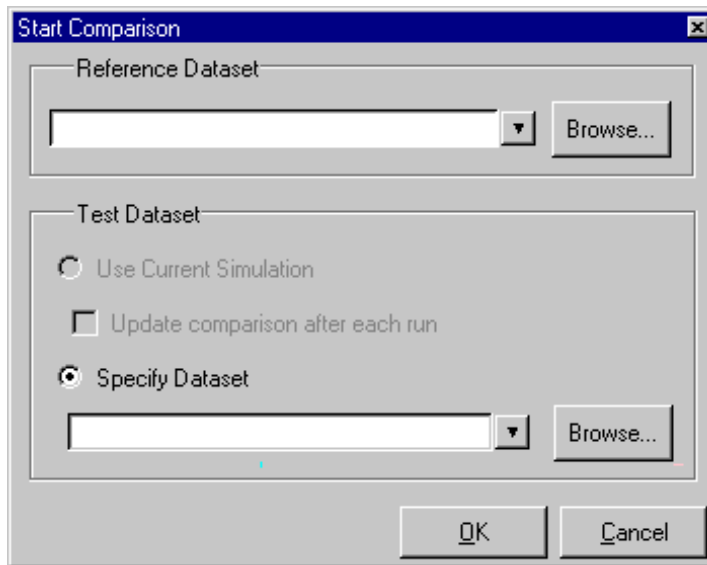 Start Comparison
Reference Dataset
Browse...
Test Dataset
Use Current Simulation
Update comparison after each run
Specify Dataset
Browse...
OK Cancel